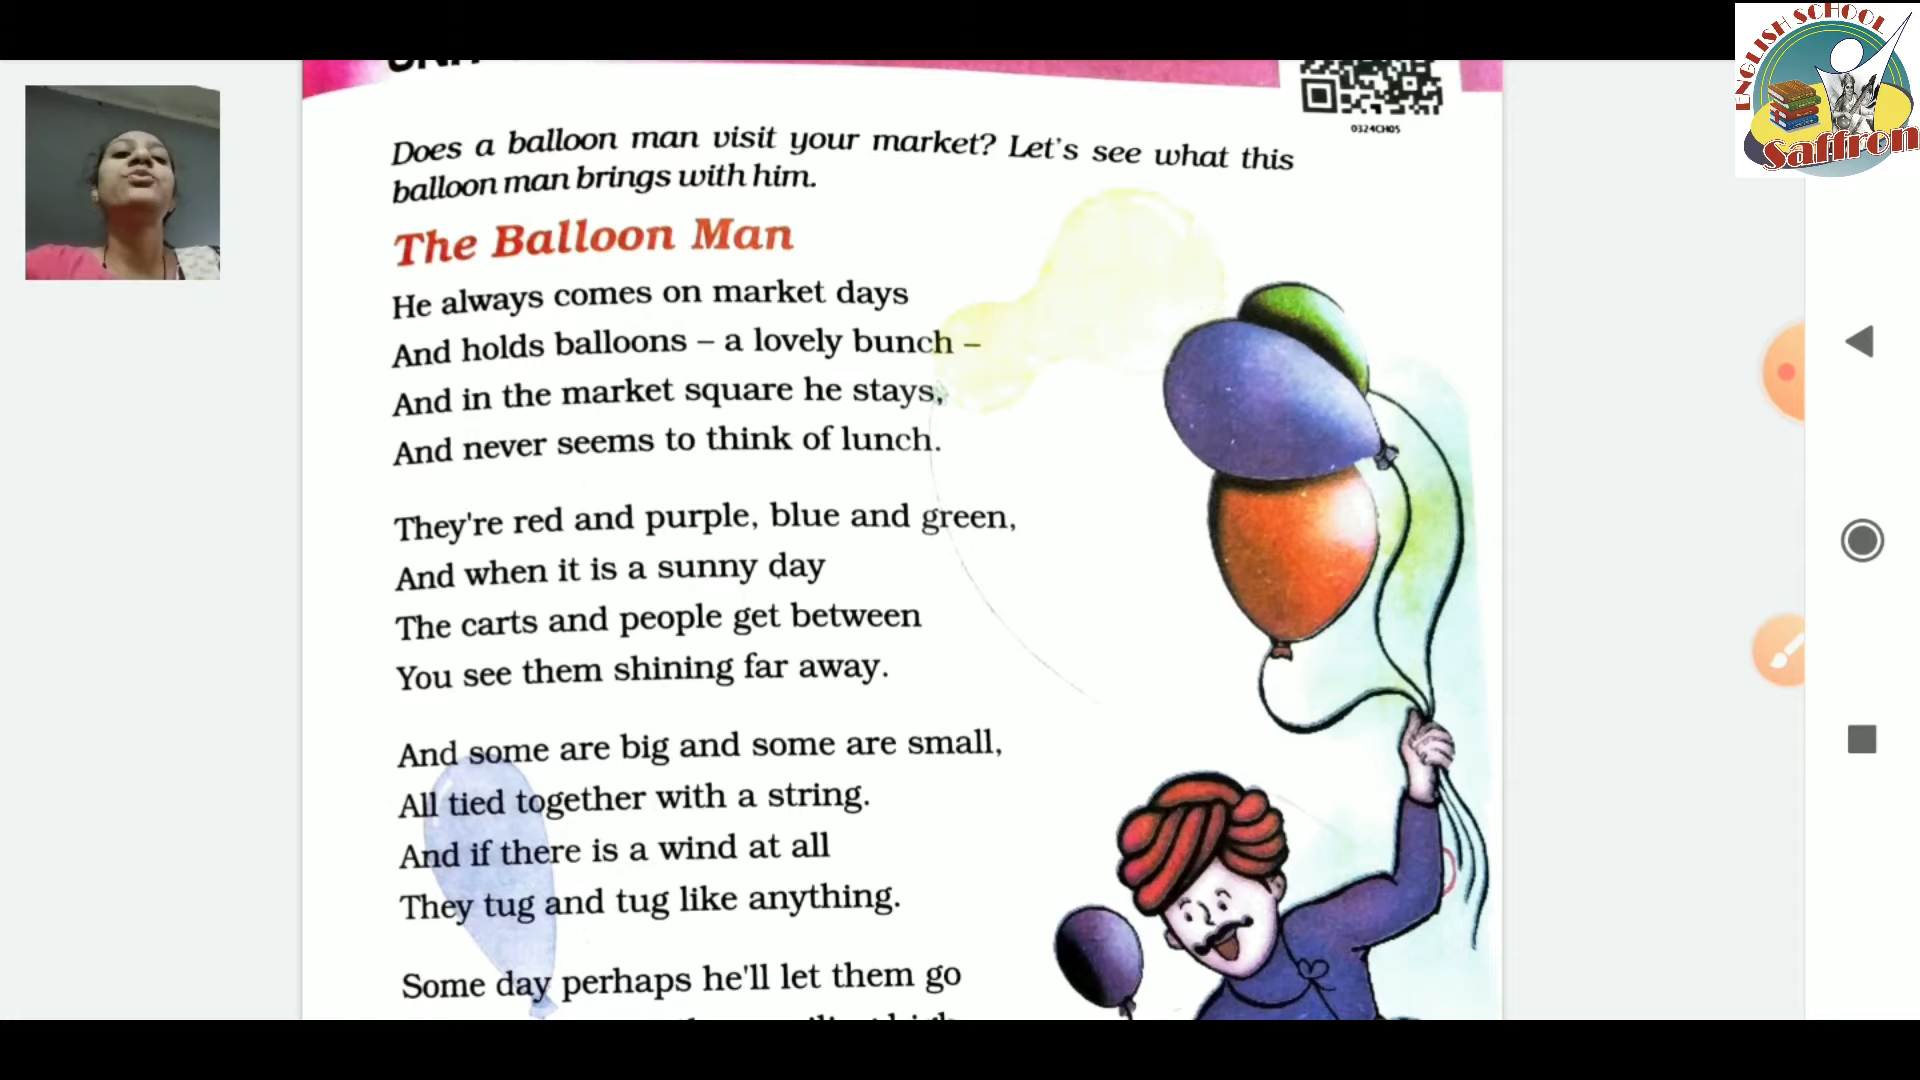 ENGLISH SCHOOL
Saffron
0324CH05
Does a balloon man visit your market? Let's see what this
balloon man brings with him.
The Balloon Man
He always comes on market days
And holds balloons – a lovely bunch –
And in the market square he stays,
And never seems to think of lunch.
They're red and purple, blue and green,
And when it is a sunny day
The carts and people get between
You see them shining far away.
And some are big and some are small,
All tied together with a string.
And if there is a wind at all
They tug and tug like anything.
Some day perhaps he'll let them go